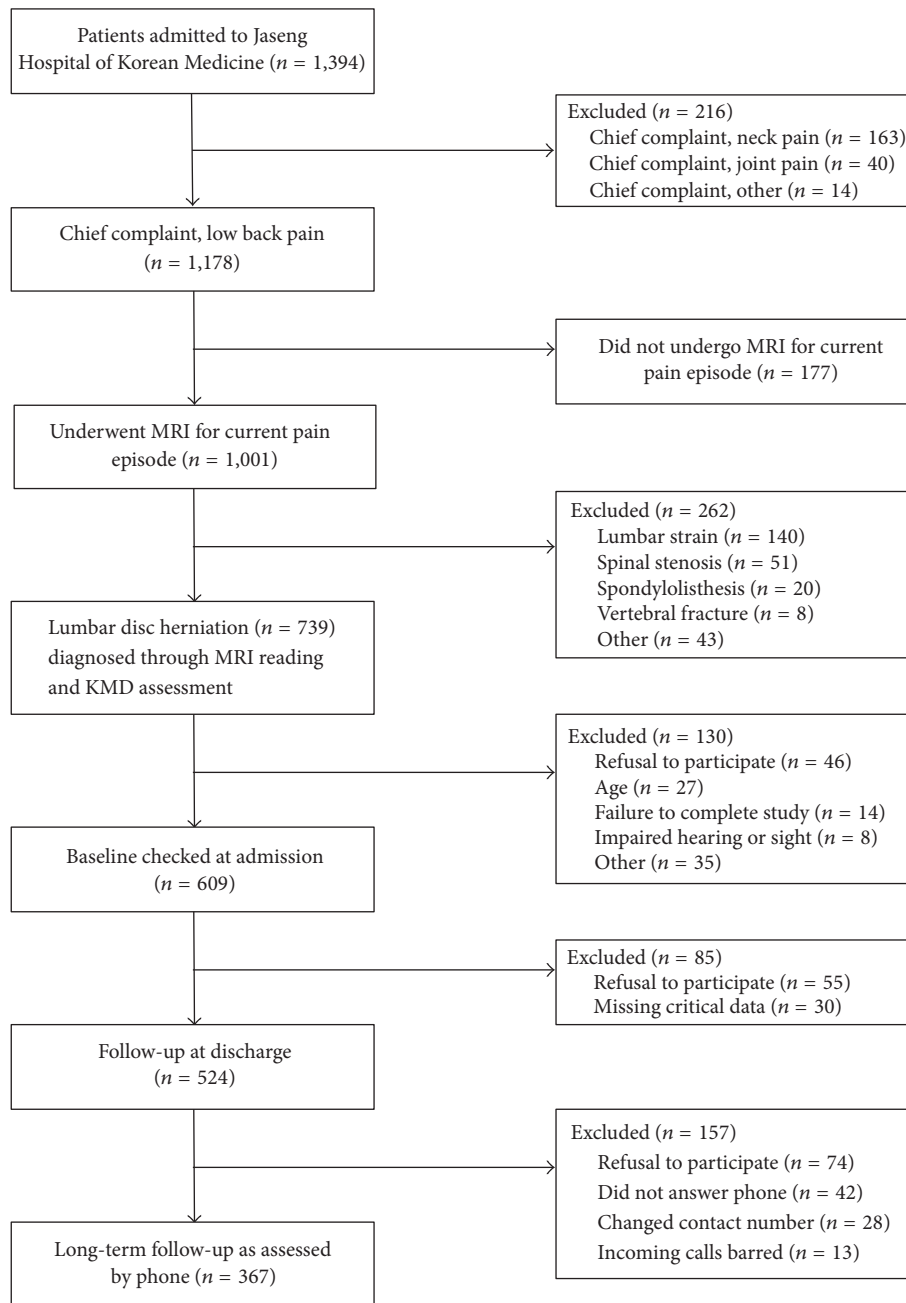 Patients admitted to Jaseng
Hospital of Korean Medicine (n = 1,394)
Excluded (n = 216)
Chief complaint, neck pain (n = 163)
Chief complaint, joint pain (n = 40)
Chief complaint, other (n = 14)
Chief complaint, low back pain
(n = 1,178)
Did not undergo MRI for current
pain episode (n = 177)
Underwent MRI for current pain
episode (n = 1,001)
Excluded (n = 262)
Lumbar strain (n = 140)
Spinal stenosis (n = 51)
Spondylolisthesis (n = 20)
Vertebral fracture (n = 8)
Other (n = 43)
Lumbar disc herniation (n = 739)
diagnosed through MRI reading
and KMD assessment
Excluded (n = 130)
Refusal to participate (n = 46)
Age (n = 27)
Failure to complete study (n = 14)
Impaired hearing or sight (n = 8)
Other (n = 35)
Baseline checked at admission
(n = 609)
Excluded (n = 85)
Refusal to participate (n = 55)
Missing critical data (n = 30)
Follow-up at discharge
(n = 524)
Excluded (n = 157)
Refusal to participate (n = 74)
Did not answer phone (n = 42)
Changed contact number (n = 28)
Incoming calls barred (n = 13)
Long-term follow-up as assessed
by phone (n = 367)